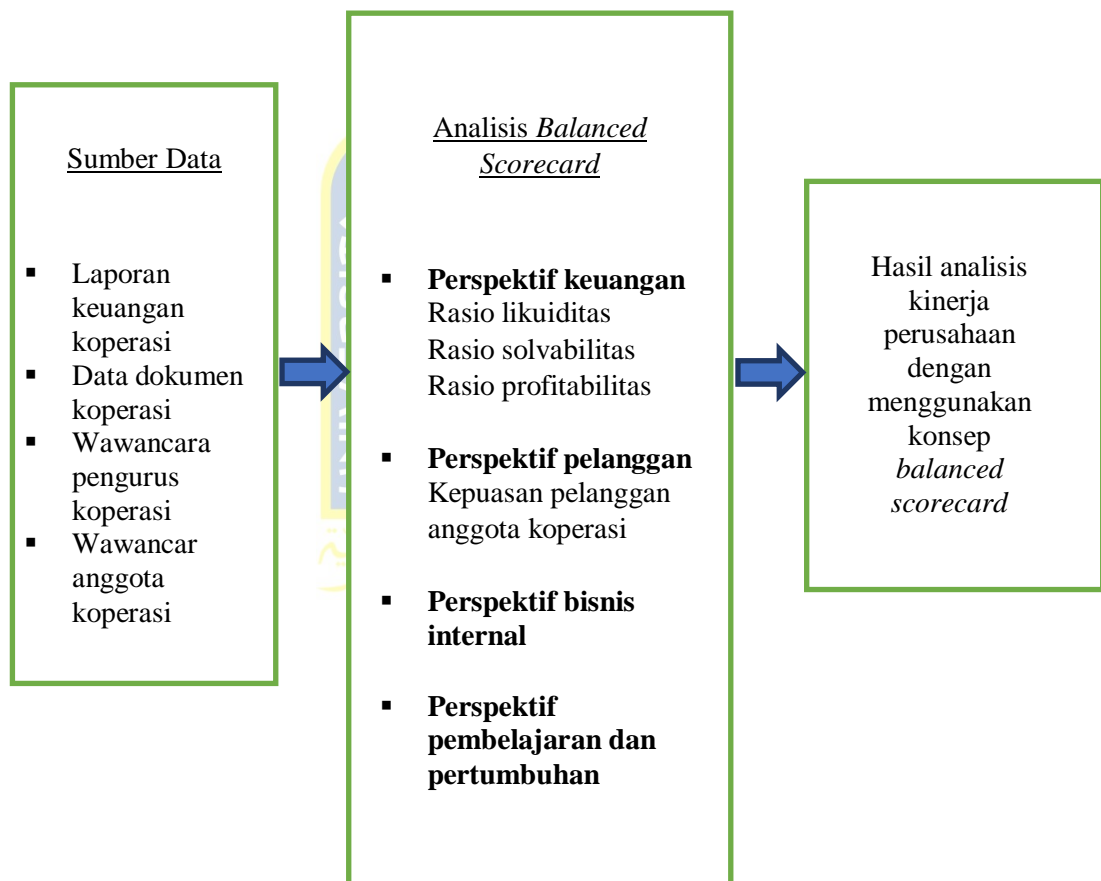 Sumber Data
▪ Laporan
keuangan
koperasi
▪ Data dokumen
koperasi
▪ Wawancara
pengurus
koperasi
▪ Wawancar
anggota
koperasi
Analisis Balanced
Scorecard
▪ Perspektif keuangan
Rasio likuiditas
Rasio solvabilitas
Rasio profitabilitas
▪ Perspektif pelanggan
Kepuasan pelanggan
anggota koperasi
▪ Perspektif bisnis
internal
▪ Perspektif
pembelajaran dan
pertumbuhan
Hasil analisis
kinerja
perusahaan
dengan
menggunakan
konsep
balanced
scorecard